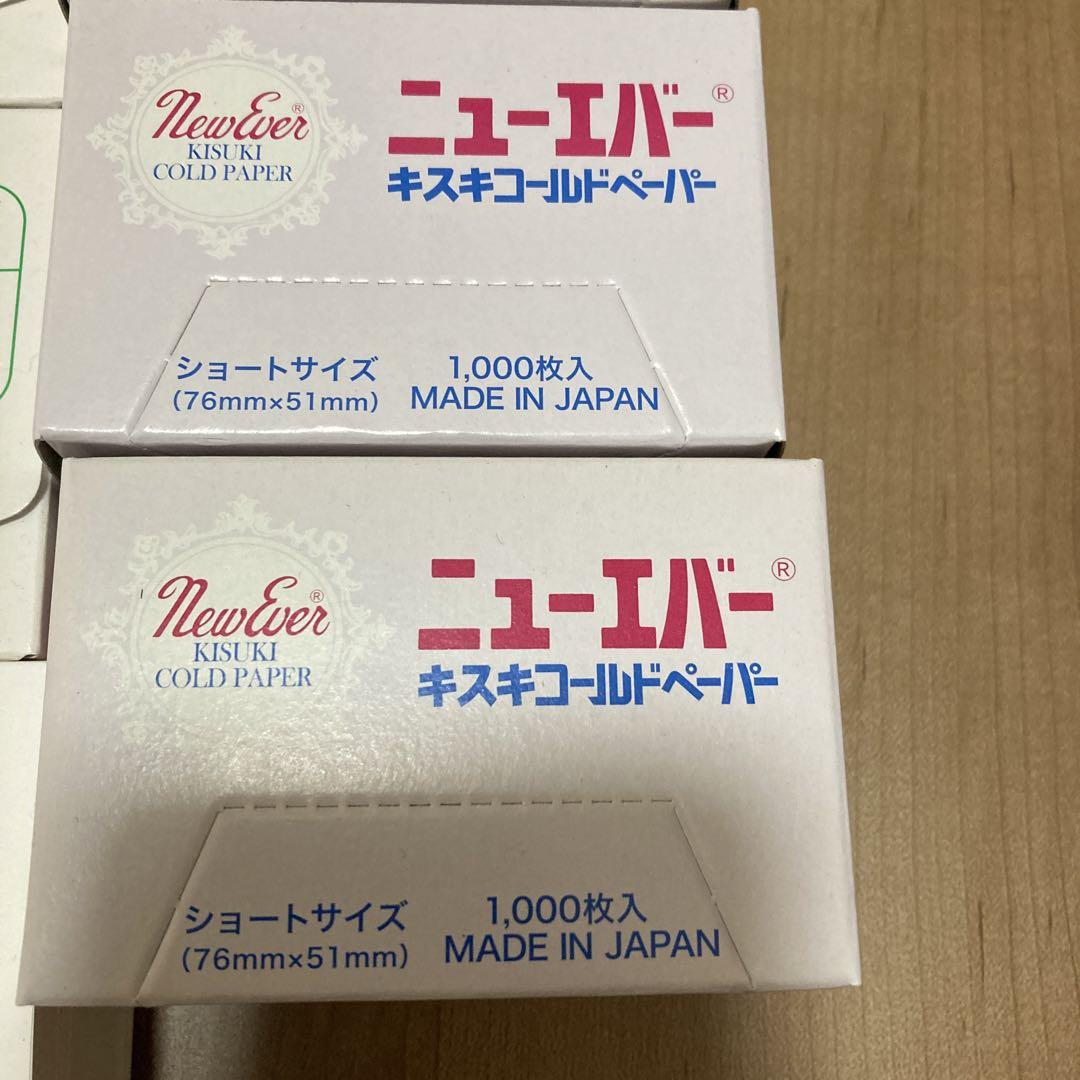 New Ever®
KISUKI
COLD PAPER
ニューエバー®
キスキコールドペーパー
ショートサイズ 1,000枚入
(76mm×51mm) MADE IN JAPAN
New Ever®
KISUKI
COLD PAPER
ニューエバー®
キスキコールドペーパー
ショートサイズ 1,000枚入
(76mm×51mm) MADE IN JAPAN